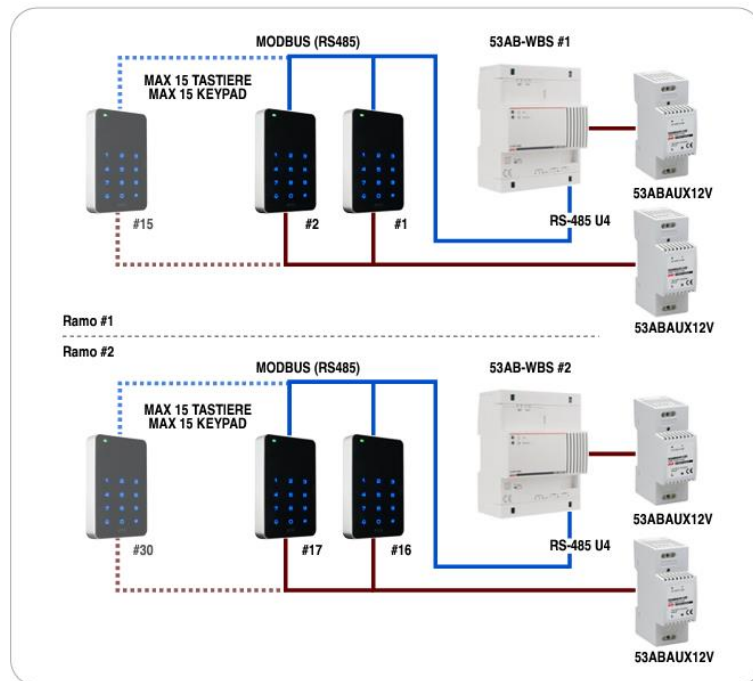 MODBUS (RS485)
53AB-WBS #1
MAX 15 TASTIERE
MAX 15 KEYPAD
#15
#2
#1
RS-485 U4
53ABAUX12V
53ABAUX12V
Ramo #1
Ramo #2
MODBUS (RS485)
53AB-WBS #2
MAX 15 TASTIERE
MAX 15 KEYPAD
#30
#17
#16
RS-485 U4
53ABAUX12V
53ABAUX12V